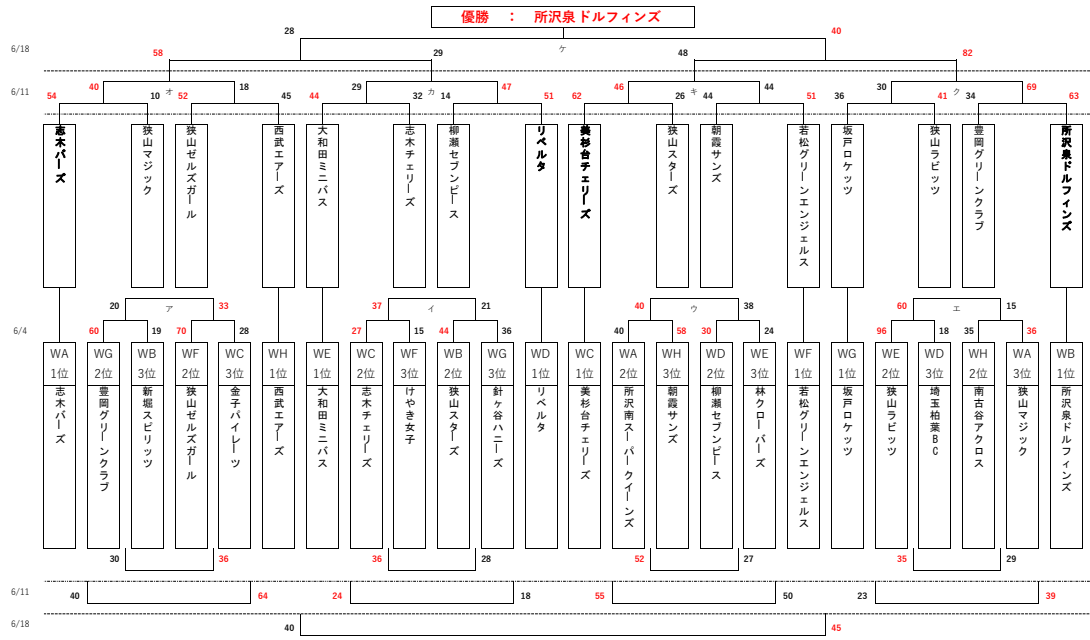 優勝 ： 所沢泉ドルフィンズ
28 40
6/18 58 29 ケ 48 82
40 18 29 47 46 44 30 69
6/11 54 10 オ 52 45 44 32 カ 14 51 62 26 キ 44 51 36 41 ク 34 63
志木バーズ
狭山マジック
狭山ゼルズガール
西武エアーズ
大和田ミニバス
志木チェリーズ
柳瀬セブンピース
リベルタ
美杉台チェリーズ
狭山スターズ
朝霞サンズ
若松グリーンエンジェルス
坂戸ロケッツ
狭山ラビッツ
豊岡グリーンクラブ
所沢泉ドルフィンズ
20 ア 33 37 イ 21 40 ウ 38 60 エ 15
6/4 60 19 70 28 27 15 44 36 40 58 30 24 96 18 35 36
WA WG WB WF WC WH WE WC WF WB WG WD WC WA WH WD WE WF WG WE WD WH WA WB
1位 2位 3位 2位 3位 1位 1位 2位 3位 2位 3位 1位 1位 2位 3位 2位 3位 1位 1位 2位 3位 2位 3位 1位
志木バーズ
豊岡グリーンクラブ
新堀スピリッツ
狭山ゼルズガール
金子パイレーツ
西武エアーズ
大和田ミニバス
志木チェリーズ
けやき女子
狭山スターズ
針ヶ谷ハニーズ
リベルタ
美杉台チェリーズ
所沢南スーパークイーンズ
朝霞サンズ
柳瀬セブンピース
林クローバーズ
若松グリーンエンジェルス
坂戸ロケッツ
狭山ラビッツ
埼玉柏葉BC
南古谷アクロス
狭山マジック
所沢泉ドルフィンズ
30 36 36 28 52 27 35 29
6/11 40 64 24 18 55 50 23 39
6/18 40 45